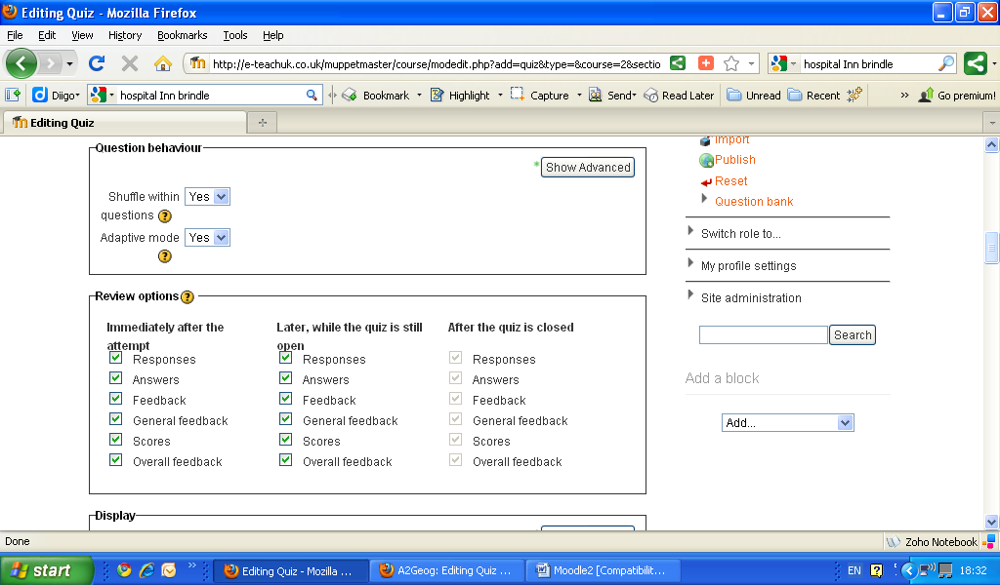 Editing Quiz - Mozilla Firefox
File Edit View History Bookmarks Tools Help
http://e-teachuk.co.uk/muppetmaster/course/modedit.php?add=quiz&type=&course=2&sectio
hospital Inn brindle
Diigo
hospital Inn brindle
Bookmark Highlight Capture Send Read Later Unread Recent » Go premium!
Editing Quiz
Question behaviour
Show Advanced
Shuffle within questions Yes
Adaptive mode Yes
Review options
Immediately after the attempt
Responses
Answers
Feedback
General feedback
Scores
Overall feedback
Later, while the quiz is still open
Responses
Answers
Feedback
General feedback
Scores
Overall feedback
After the quiz is closed
Responses
Answers
Feedback
General feedback
Scores
Overall feedback
Display
Import
Publish
Reset
Question bank
Switch role to...
My profile settings
Site administration
Search
Add a block
Add...
Done
Zoho Notebook
start
Editing Quiz - Mozilla ...
A2Geog: Editing Quiz ...
Moodle2 [Compatibilit...
EN
18:32